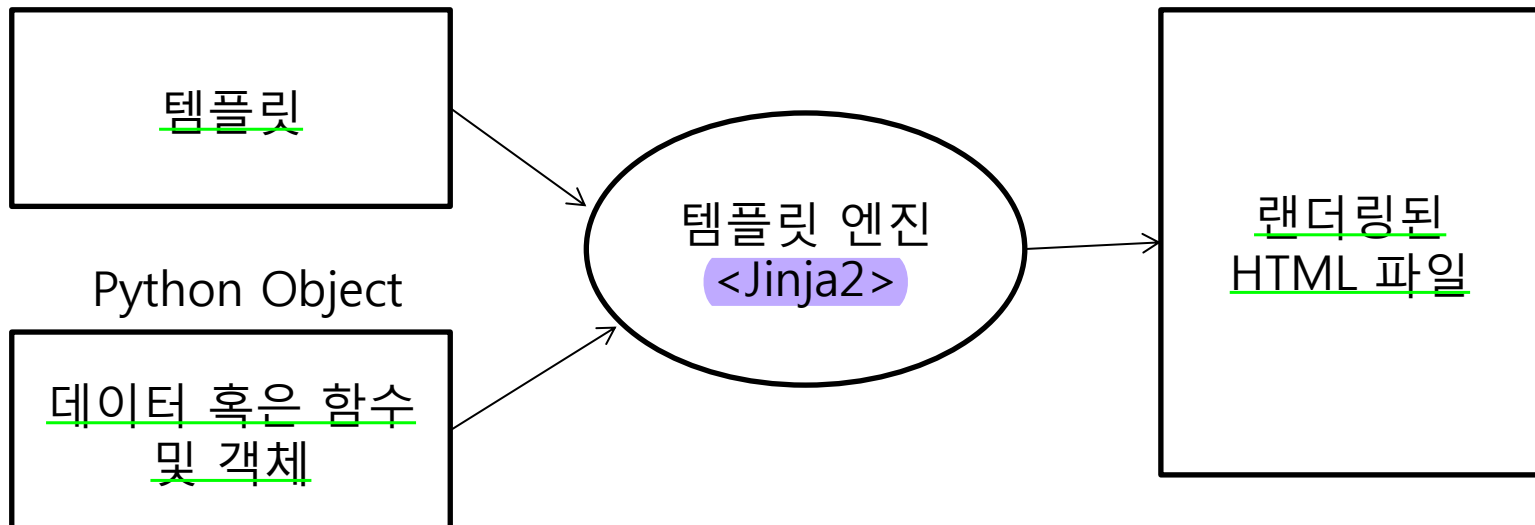 템플릿
Python Object
데이터 혹은 함수
및 객체
템플릿 엔진
<Jinja2>
랜더링된
HTML 파일